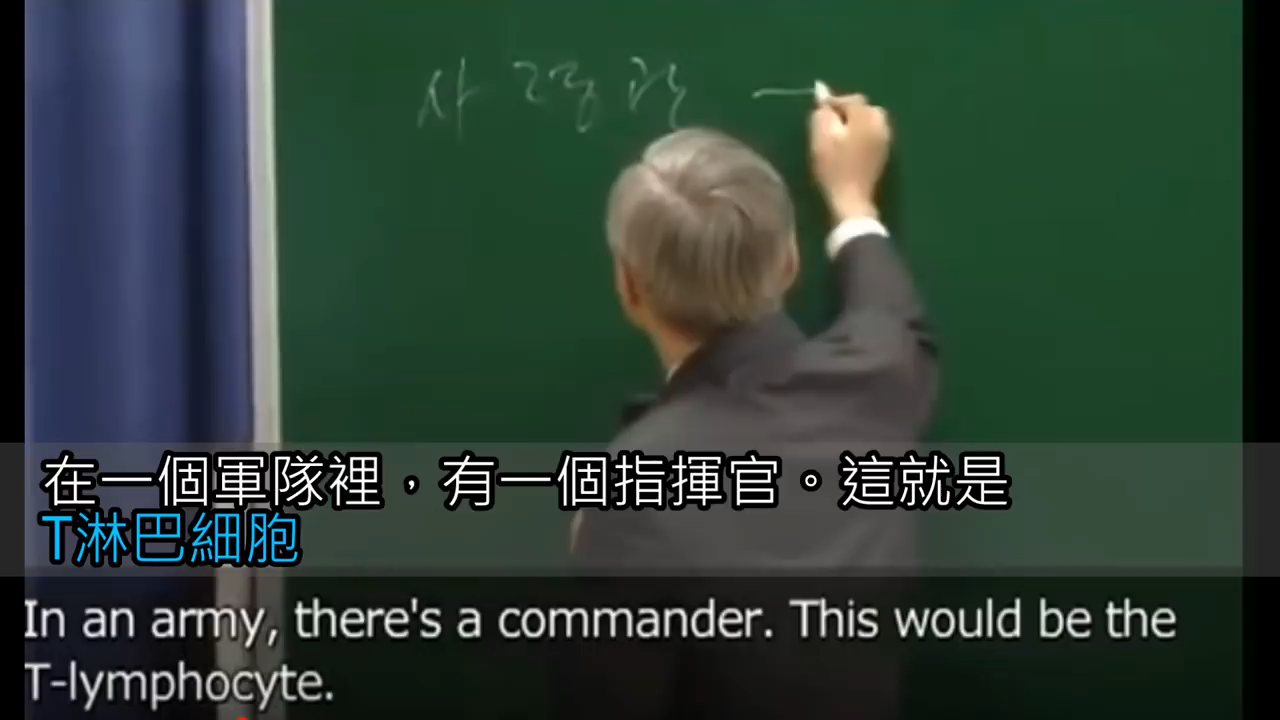 사령관
在一個軍隊裡，有一個指揮官。這就是
T淋巴細胞
In an army, there's a commander. This would be the
T-lymphocyte.